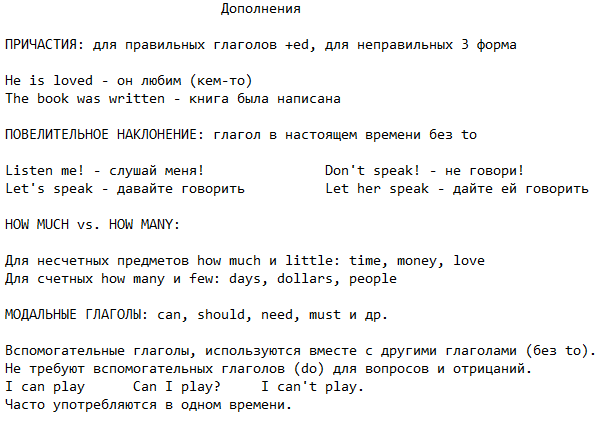 Дополнения
ПРИЧАСТИЯ: для правильных глаголов +ed, для неправильных 3 форма
He is loved - он любим (кем-то)
The book was written - книга была написана
ПОВЕЛИТЕЛЬНОЕ НАКЛОНЕНИЕ: глагол в настоящем времени без to
Listen me! - слушай меня! Don't speak! - не говори!
Let's speak - давайте говорить Let her speak - дайте ей говорить
HOW MUCH vs. HOW MANY:
Для несчетных предметов how much и little: time, money, love
Для счетных how many и few: days, dollars, people
МОДАЛЬНЫЕ ГЛАГОЛЫ: can, should, need, must и др.
Вспомогательные глаголы, используются вместе с другими глаголами (без to).
Не требуют вспомогательных глаголов (do) для вопросов и отрицаний.
I can play Can I play? I can't play.
Часто употребляются в одном времени.